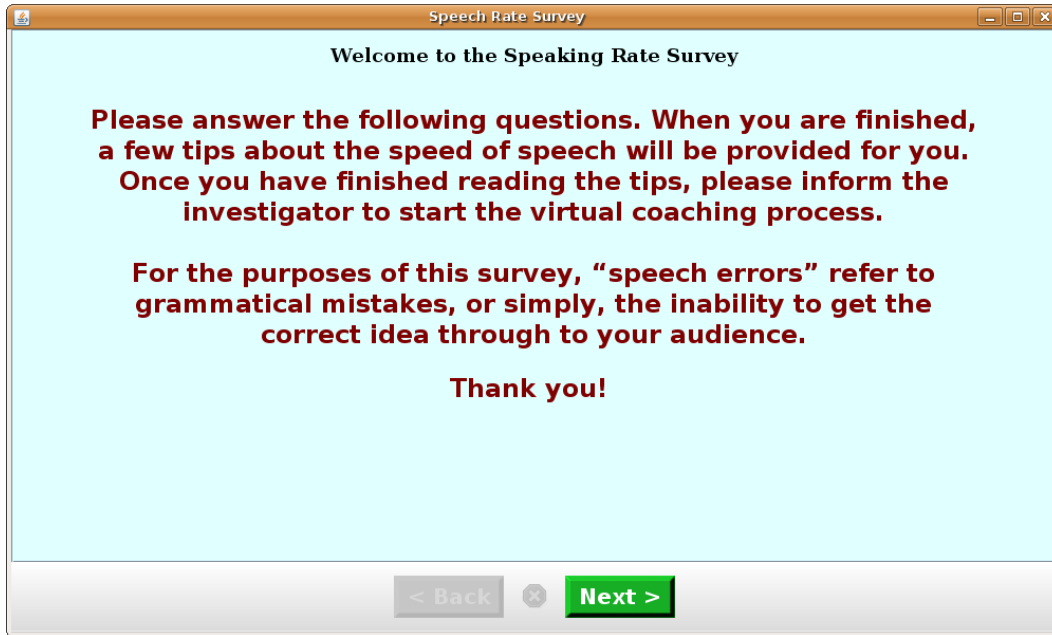 Speech Rate Survey
Welcome to the Speaking Rate Survey
Please answer the following questions. When you are finished,
a few tips about the speed of speech will be provided for you.
Once you have finished reading the tips, please inform the
investigator to start the virtual coaching process.
For the purposes of this survey, “speech errors” refer to
grammatical mistakes, or simply, the inability to get the
correct idea through to your audience.
Thank you!
< Back Next >